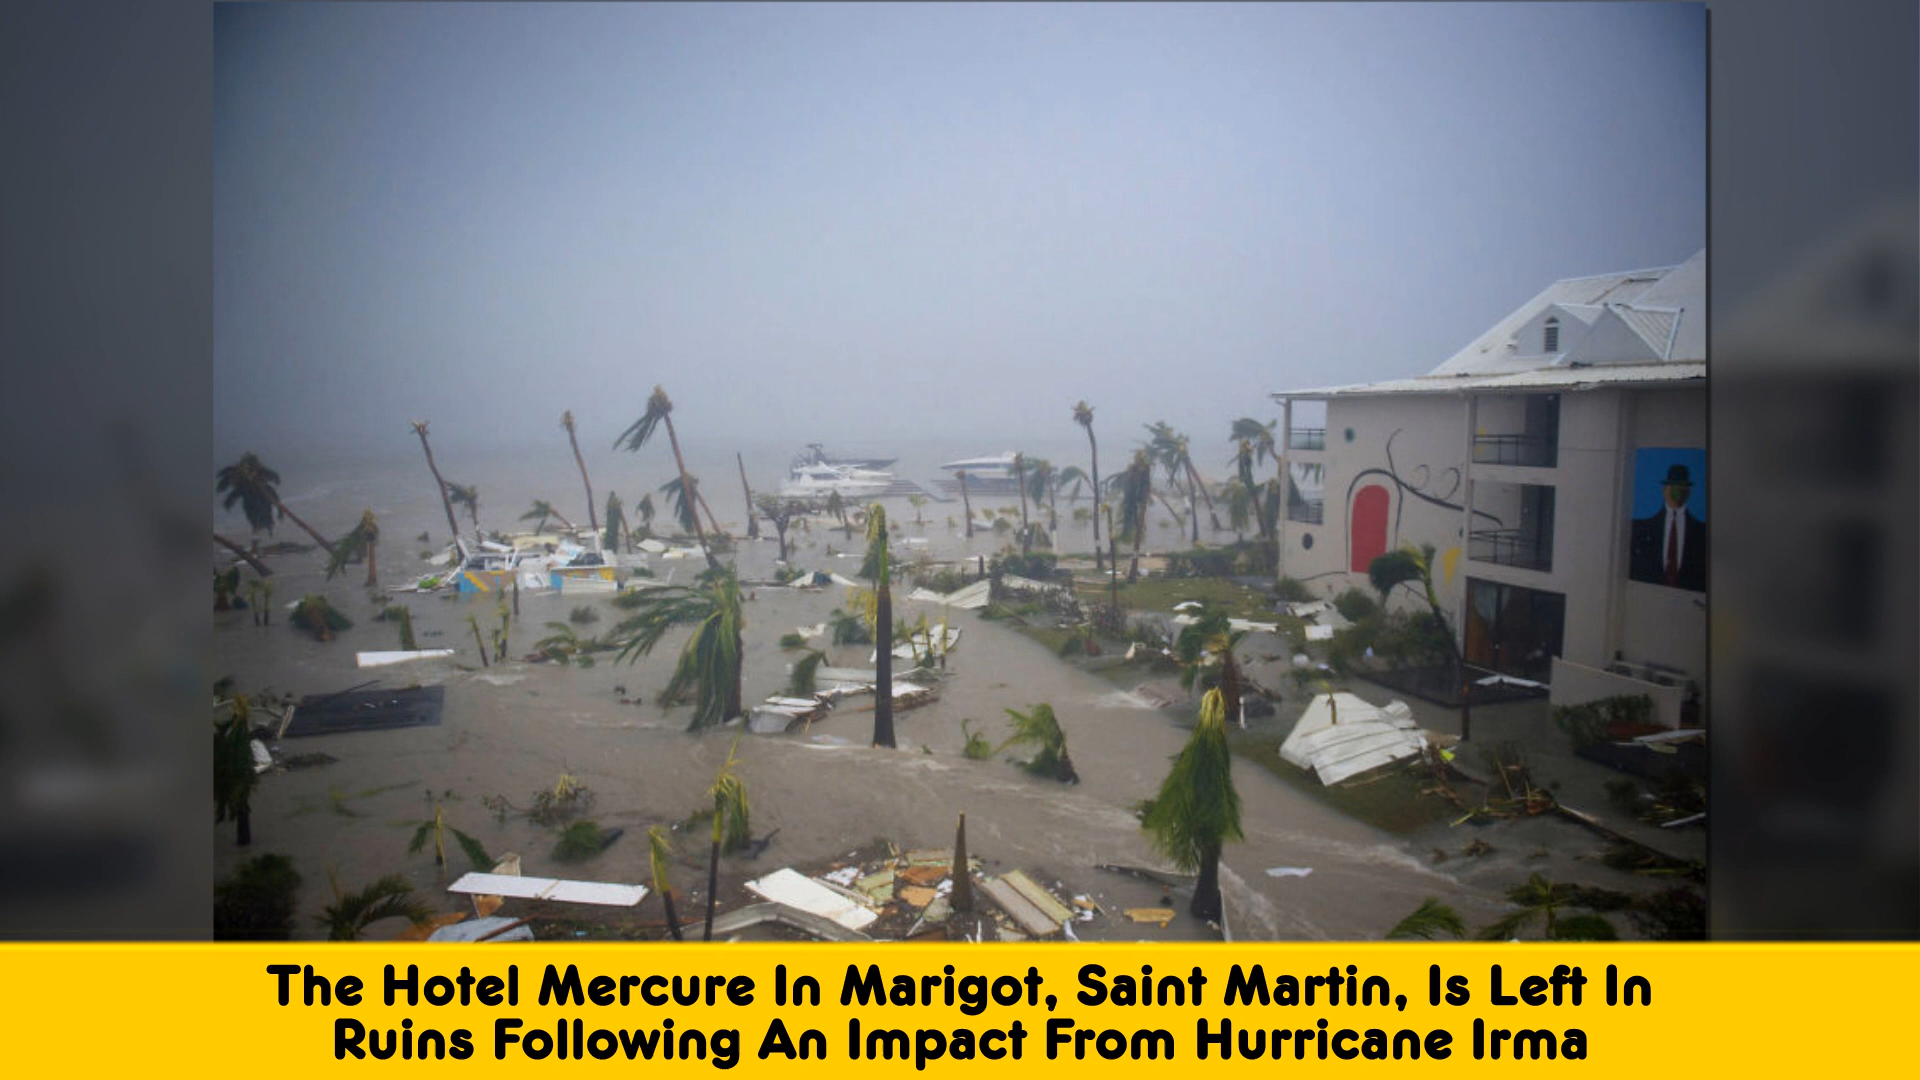 The Hotel Mercure In Marigot, Saint Martin, Is Left In
Ruins Following An Impact From Hurricane Irma